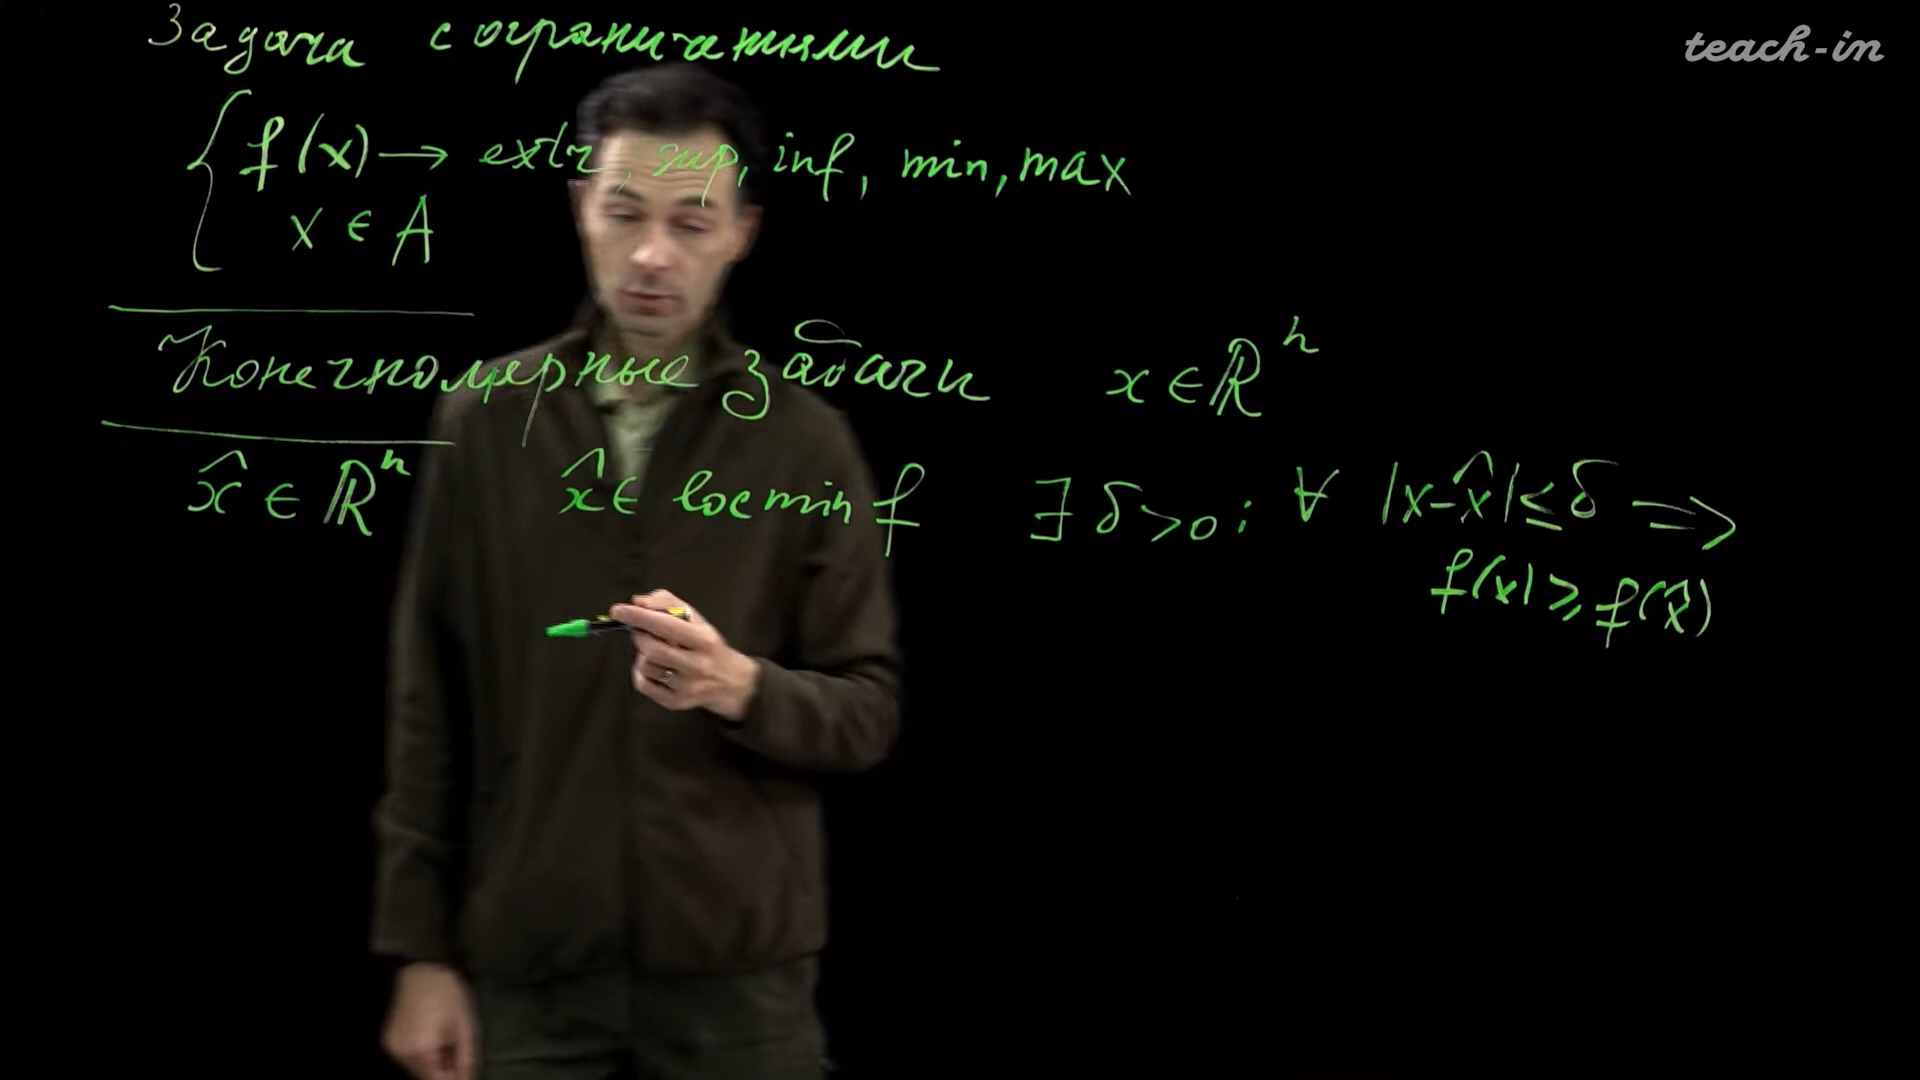 teach-in
Задача с ограничениями
{ f(x) → extr, sup, inf, min, max
x ∈ A
Конечномерные задачи x ∈ ℝⁿ
x̂ ∈ ℝⁿ x̂ ∈ locmin f ∃ δ>0 : ∀ |x-x̂| ≤ δ ⇒
f(x) ≥ f(x̂)